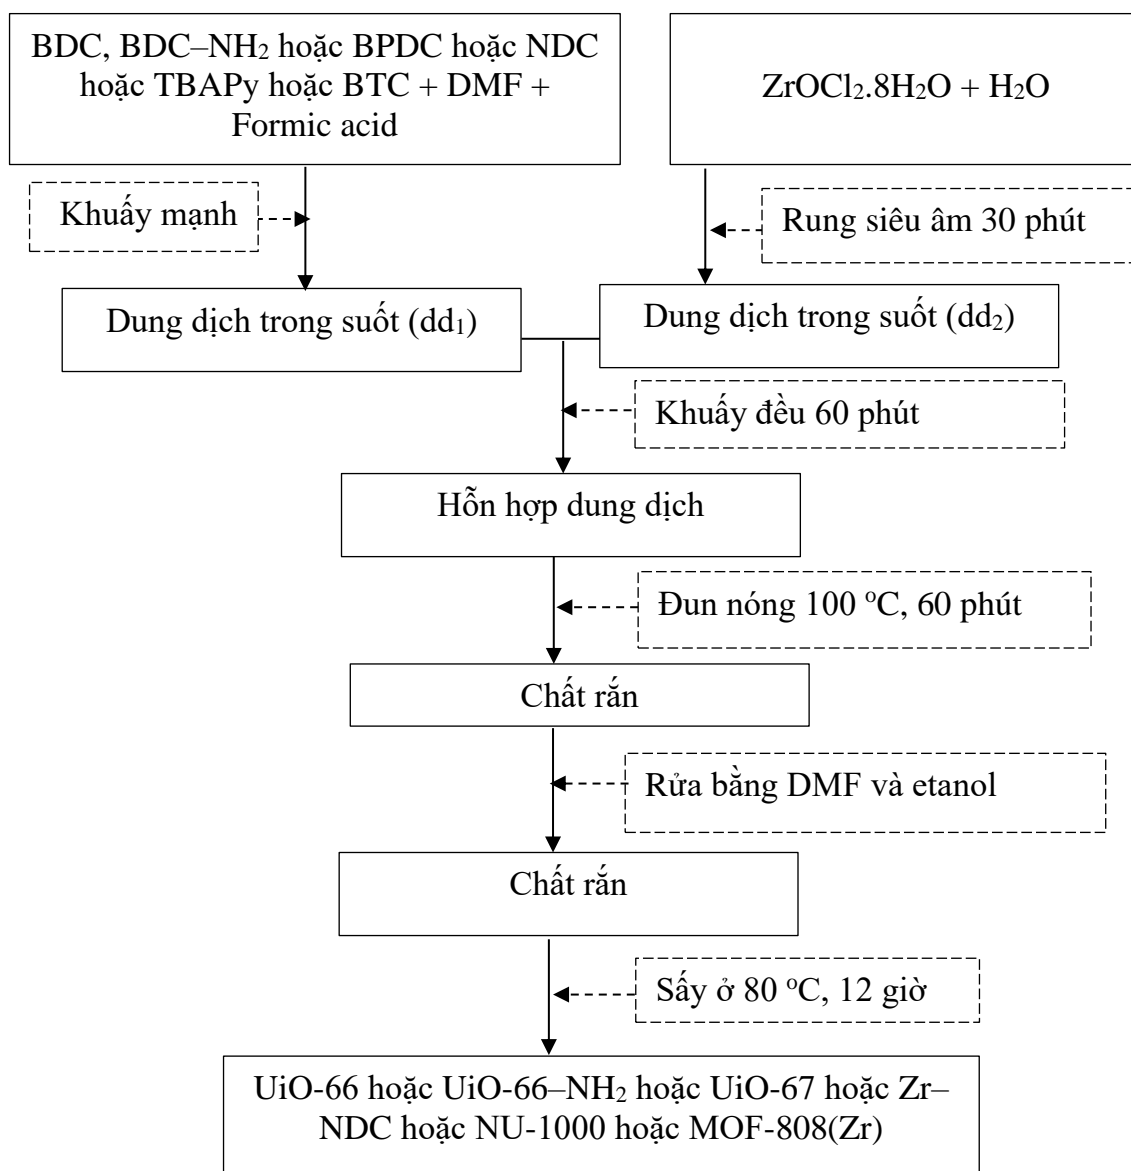 BDC, BDC–NH₂ hoặc BPDC hoặc NDC
hoặc TBAPy hoặc BTC + DMF +
Formic acid
ZrOCl₂.8H₂O + H₂O
Khuấy mạnh
Rung siêu âm 30 phút
Dung dịch trong suốt (dd₁)
Dung dịch trong suốt (dd₂)
Khuấy đều 60 phút
Hỗn hợp dung dịch
Đun nóng 100 ºC, 60 phút
Chất rắn
Rửa bằng DMF và etanol
Chất rắn
Sấy ở 80 ºC, 12 giờ
UiO-66 hoặc UiO-66–NH₂ hoặc UiO-67 hoặc Zr–
NDC hoặc NU-1000 hoặc MOF-808(Zr)